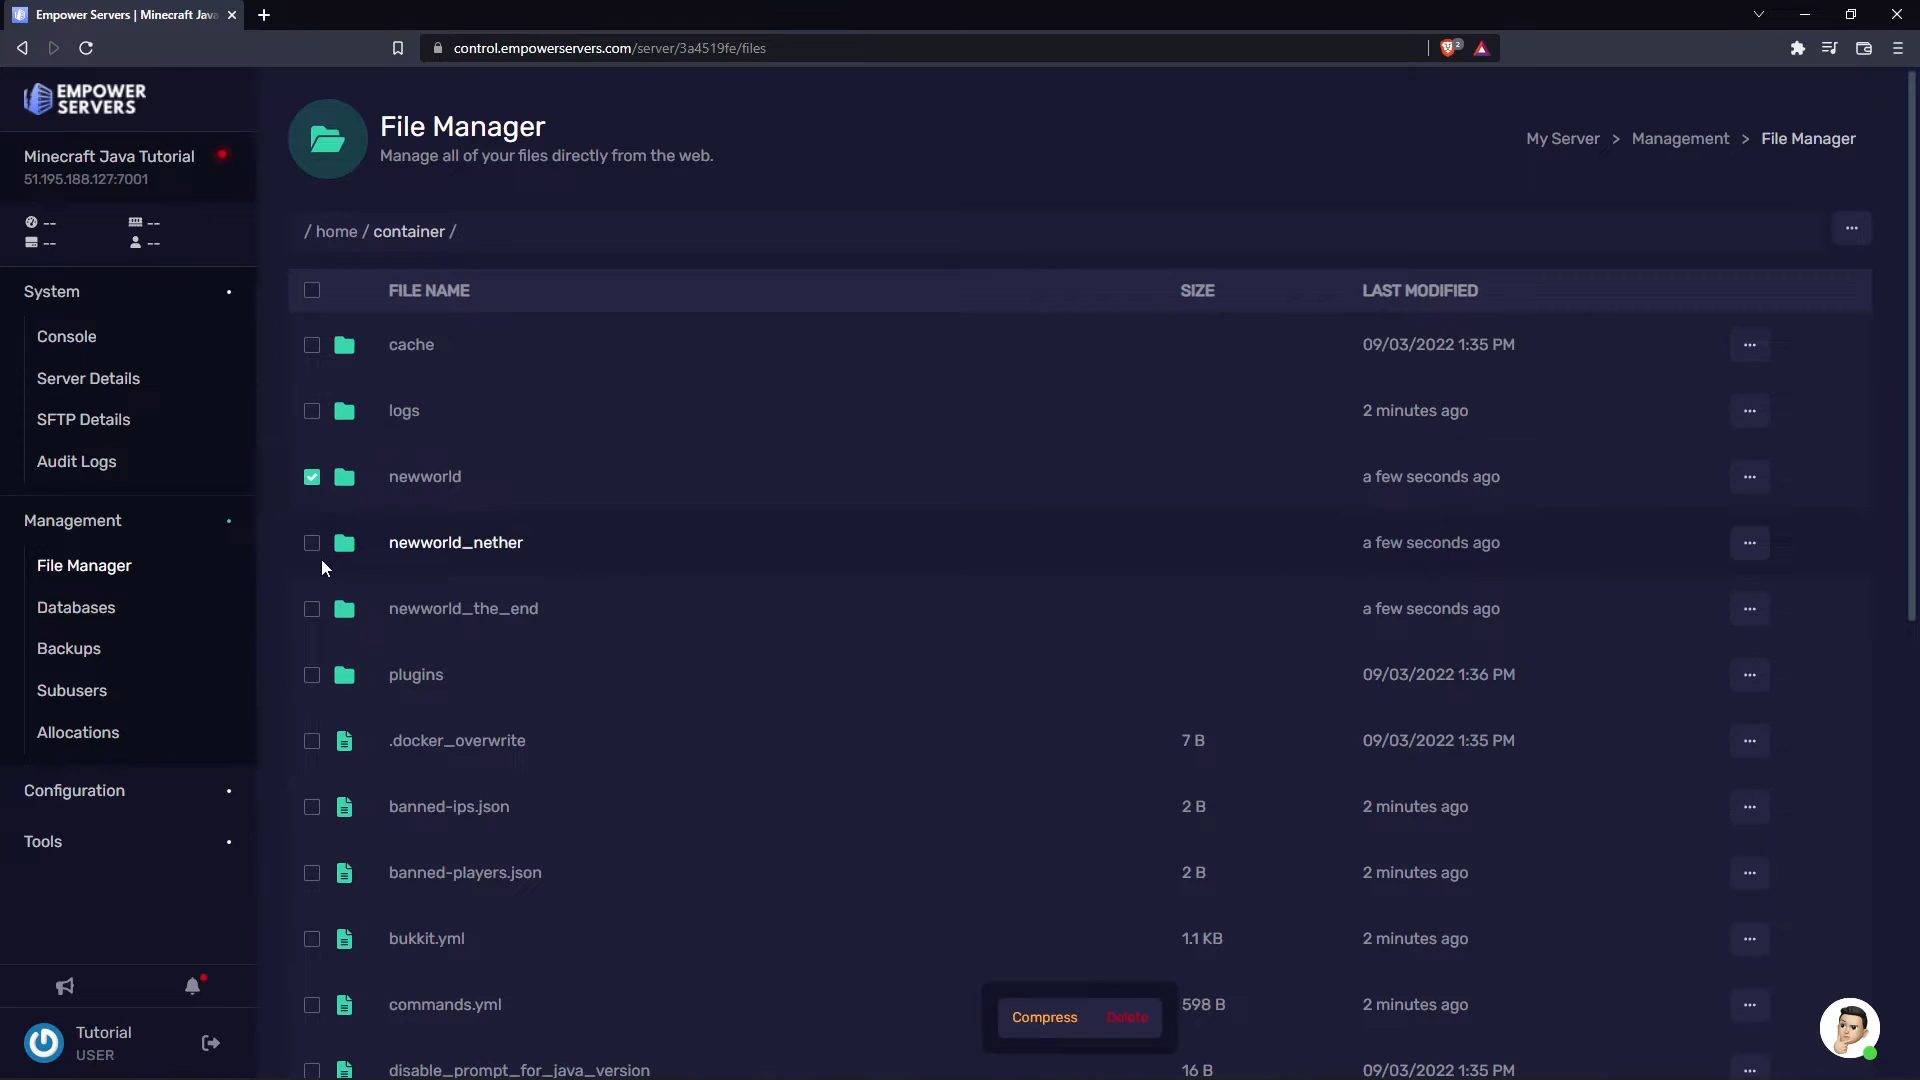 Empower Servers | Minecraft Java
control.empowerservers.com/server/3a4519fe/files
2
EMPOWER
SERVERS
Minecraft Java Tutorial
51.195.188.127:7001
-- --
-- --
System
Console
Server Details
SFTP Details
Audit Logs
Management
File Manager
Databases
Backups
Subusers
Allocations
Configuration
Tools
Tutorial
USER
File Manager
Manage all of your files directly from the web.
My Server > Management > File Manager
/ home / container /
FILE NAME SIZE LAST MODIFIED
cache 09/03/2022 1:35 PM
logs 2 minutes ago
newworld a few seconds ago
newworld_nether a few seconds ago
newworld_the_end a few seconds ago
plugins 09/03/2022 1:36 PM
.docker_overwrite 7 B 09/03/2022 1:35 PM
banned-ips.json 2 B 2 minutes ago
banned-players.json 2 B 2 minutes ago
bukkit.yml 1.1 KB 2 minutes ago
commands.yml 598 B 2 minutes ago
Compress Delete
disable_prompt_for_java_version 16 B 09/03/2022 1:35 PM